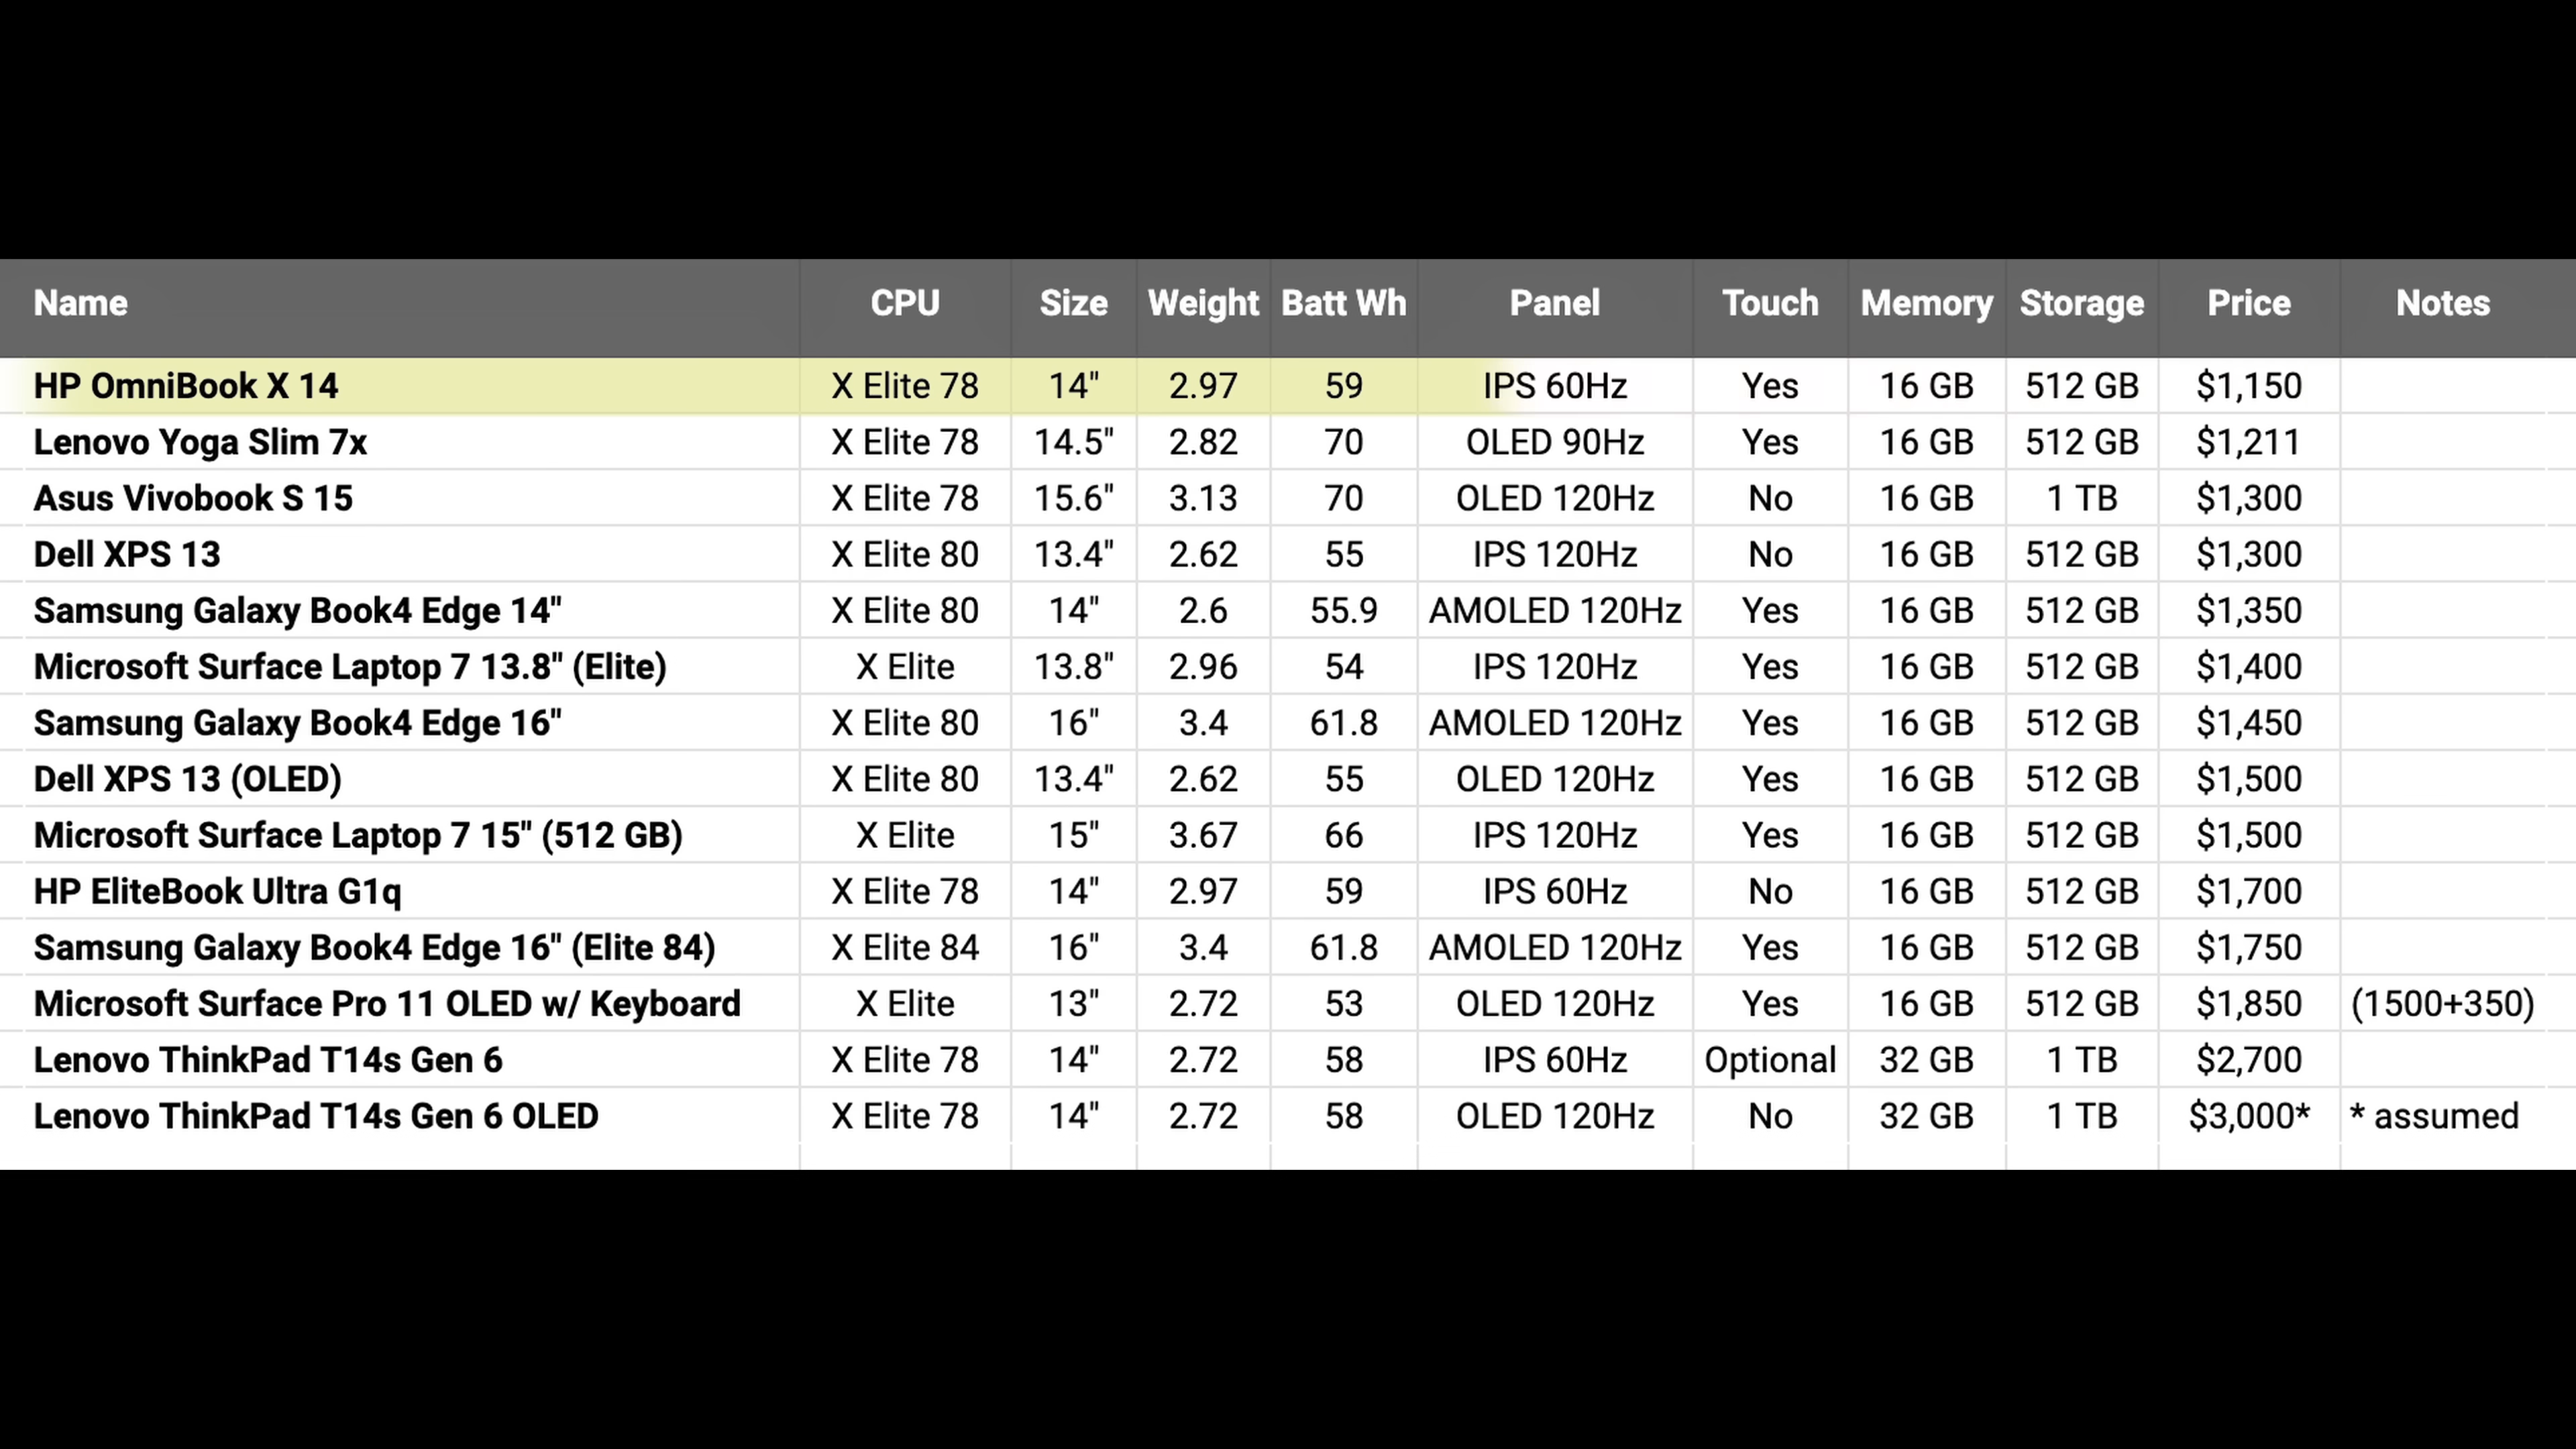 Name CPU Size Weight Batt Wh Panel Touch Memory Storage Price Notes
HP OmniBook X 14 X Elite 78 14" 2.97 59 IPS 60Hz Yes 16 GB 512 GB $1,150
Lenovo Yoga Slim 7x X Elite 78 14.5" 2.82 70 OLED 90Hz Yes 16 GB 512 GB $1,211
Asus Vivobook S 15 X Elite 78 15.6" 3.13 70 OLED 120Hz No 16 GB 1 TB $1,300
Dell XPS 13 X Elite 80 13.4" 2.62 55 IPS 120Hz No 16 GB 512 GB $1,300
Samsung Galaxy Book4 Edge 14" X Elite 80 14" 2.6 55.9 AMOLED 120Hz Yes 16 GB 512 GB $1,350
Microsoft Surface Laptop 7 13.8" (Elite) X Elite 13.8" 2.96 54 IPS 120Hz Yes 16 GB 512 GB $1,400
Samsung Galaxy Book4 Edge 16" X Elite 80 16" 3.4 61.8 AMOLED 120Hz Yes 16 GB 512 GB $1,450
Dell XPS 13 (OLED) X Elite 80 13.4" 2.62 55 OLED 120Hz Yes 16 GB 512 GB $1,500
Microsoft Surface Laptop 7 15" (512 GB) X Elite 15" 3.67 66 IPS 120Hz Yes 16 GB 512 GB $1,500
HP EliteBook Ultra G1q X Elite 78 14" 2.97 59 IPS 60Hz No 16 GB 512 GB $1,700
Samsung Galaxy Book4 Edge 16" (Elite 84) X Elite 84 16" 3.4 61.8 AMOLED 120Hz Yes 16 GB 512 GB $1,750
Microsoft Surface Pro 11 OLED w/ Keyboard X Elite 13" 2.72 53 OLED 120Hz Yes 16 GB 512 GB $1,850 (1500+350)
Lenovo ThinkPad T14s Gen 6 X Elite 78 14" 2.72 58 IPS 60Hz Optional 32 GB 1 TB $2,700
Lenovo ThinkPad T14s Gen 6 OLED X Elite 78 14" 2.72 58 OLED 120Hz No 32 GB 1 TB $3,000* * assumed